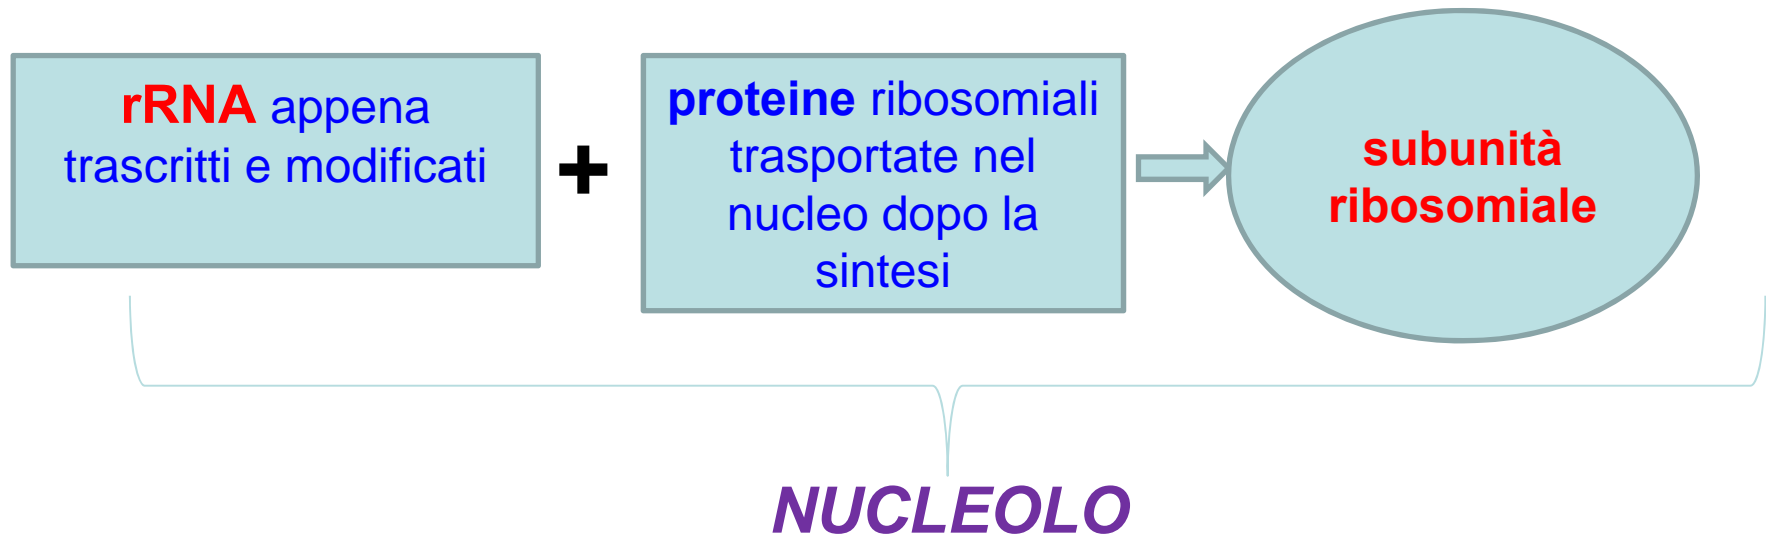 rRNA appena
trascritti e modificati
+
proteine ribosomiali
trasportate nel
nucleo dopo la
sintesi
subunità
ribosomiale
NUCLEOLO